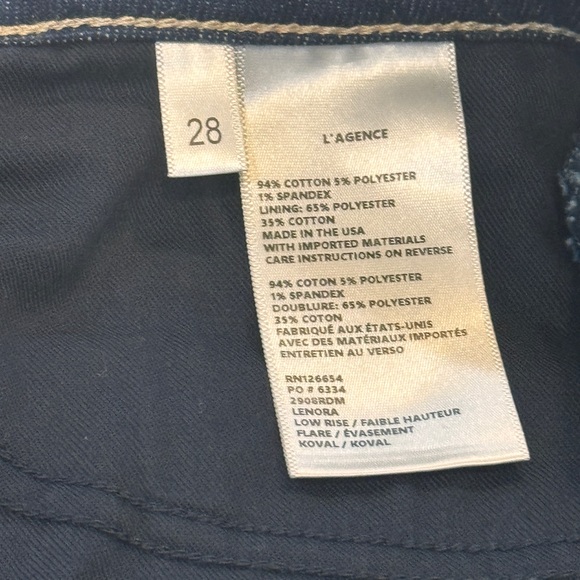 28
L'AGENCE
94% COTTON 5% POLYESTER
1% SPANDEX
LINING: 65% POLYESTER
35% COTTON
MADE IN THE USA
WITH IMPORTED MATERIALS
CARE INSTRUCTIONS ON REVERSE
94% COTON 5% POLYESTER
1% SPANDEX
DOUBLURE: 65% POLYESTER
35% COTON
FABRIQUÉ AUX ÉTATS-UNIS
AVEC DES MATÉRIAUX IMPORTÉS
ENTRETIEN AU VERSO
RN126654
PO # 6334
2908RDM
LENORA
LOW RISE / FAIBLE HAUTEUR
FLARE / ÉVASEMENT
KOVAL / KOVAL